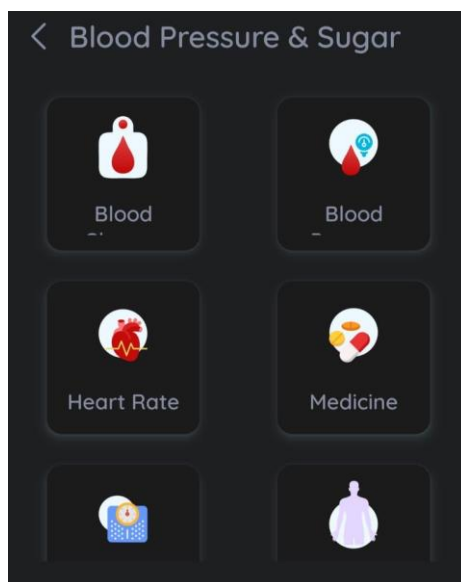 Blood Pressure & Sugar
Blood
Blood
Heart Rate
Medicine